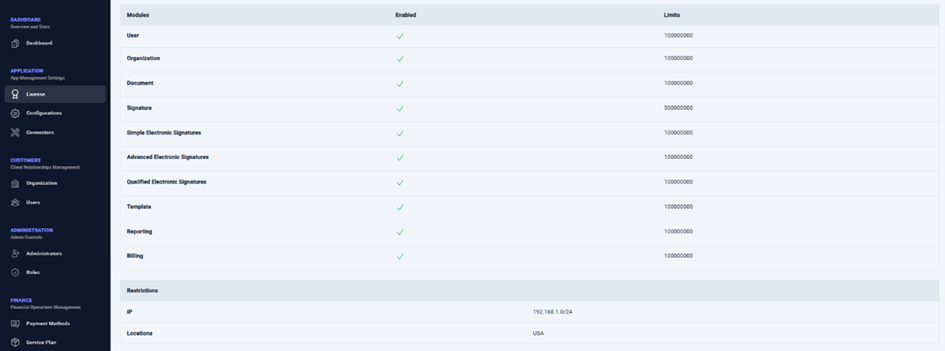 DASHBOARD
Overview and Stats
Dashboard
APPLICATION
App Management Settings
License
Configurations
Connectors
CUSTOMERS
Client Relationships Management
Organization
Users
ADMINISTRATION
Admin Controls
Administrators
Roles
FINANCE
Financial Operations Management
Payment Methods
Service Plan
Modules Enabled Limits
User 100000000
Organization 100000000
Document 100000000
Signature 300000000
Simple Electronic Signatures 100000000
Advanced Electronic Signatures 100000000
Qualified Electronic Signatures 100000000
Template 100000000
Reporting 100000000
Billing 100000000
Restrictions
IP 192.168.1.0/24
Locations USA